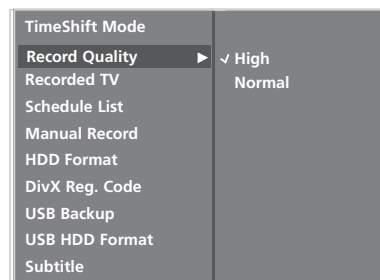 TimeShift Mode
Record Quality ▶
✓ High
Recorded TV
Normal
Schedule List
Manual Record
HDD Format
DivX Reg. Code
USB Backup
USB HDD Format
Subtitle